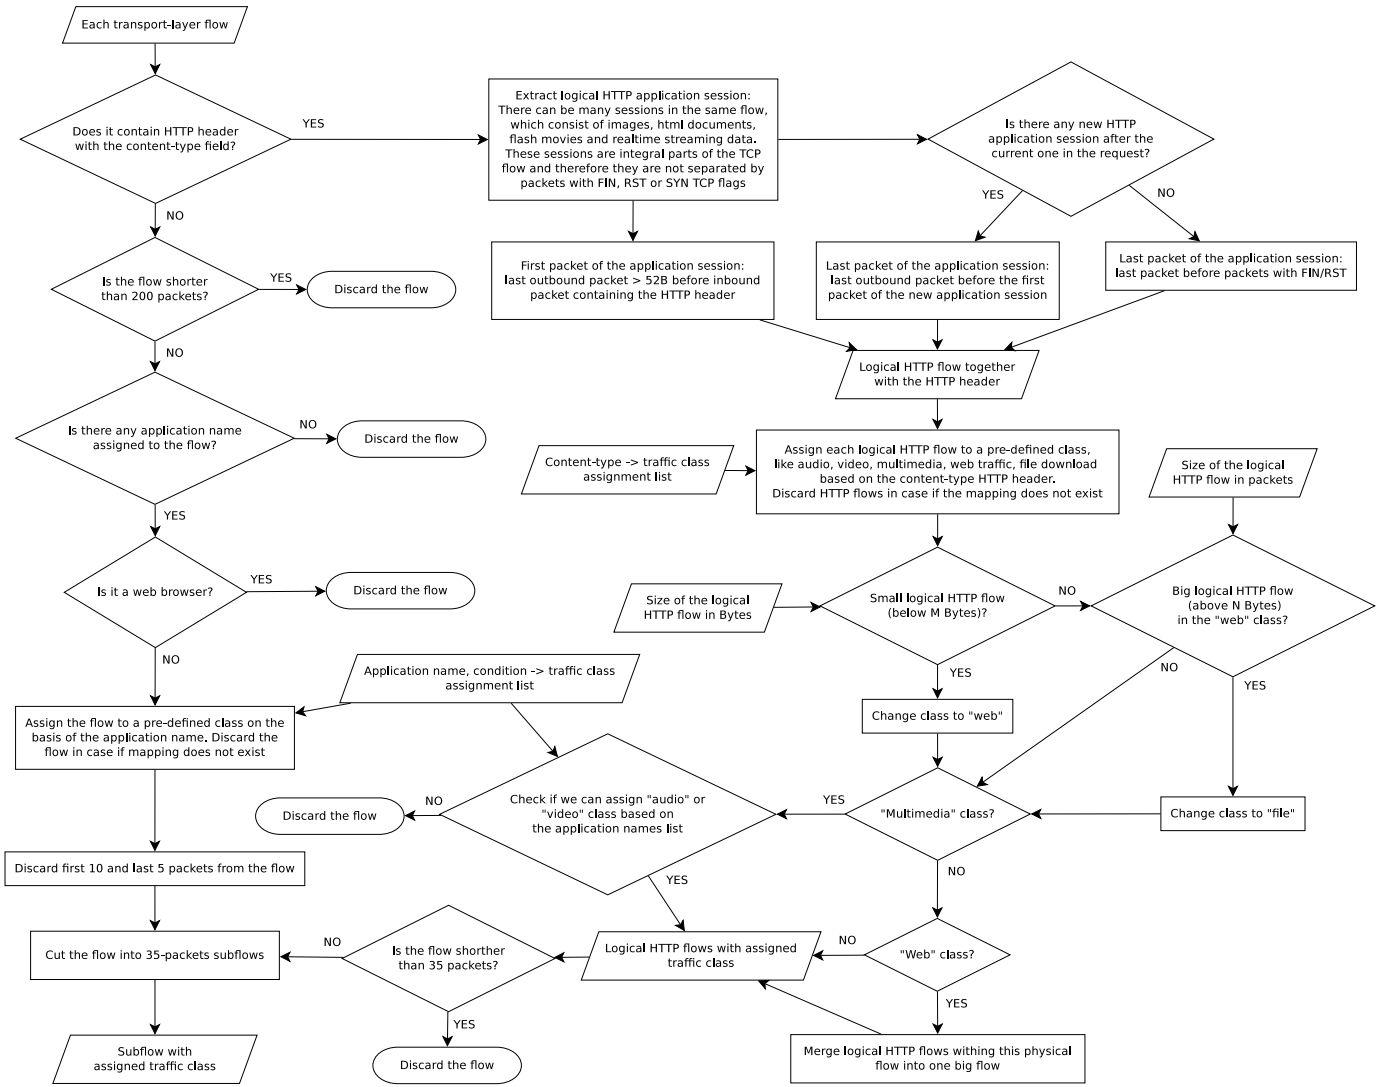 Each transport-layer flow
Does it contain HTTP header
with the content-type field?
YES
NO
Extract logical HTTP application session:
There can be many sessions in the same flow,
which consist of images, html documents,
flash movies and realtime streaming data.
These sessions are integral parts of the TCP
flow and therefore they are not separated by
packets with FIN, RST or SYN TCP flags
Is there any new HTTP
application session after the
current one in the request?
YES
NO
Is the flow shorter
than 200 packets?
YES
Discard the flow
NO
First packet of the application session:
last outbound packet > 52B before inbound
packet containing the HTTP header
Last packet of the application session:
last outbound packet before the first
packet of the new application session
Last packet of the application session:
last packet before packets with FIN/RST
Logical HTTP flow together
with the HTTP header
Is there any application name
assigned to the flow?
NO
Discard the flow
YES
Content-type -> traffic class
assignment list
Assign each logical HTTP flow to a pre-defined class,
like audio, video, multimedia, web traffic, file download
based on the content-type HTTP header.
Discard HTTP flows in case if the mapping does not exist
Size of the logical
HTTP flow in packets
Is it a web browser?
YES
Discard the flow
NO
Size of the logical
HTTP flow in Bytes
Small logical HTTP flow
(below M Bytes)?
NO
YES
Big logical HTTP flow
(above N Bytes)
in the "web" class?
NO
YES
Application name, condition -> traffic class
assignment list
Change class to "web"
Assign the flow to a pre-defined class on the
basis of the application name. Discard the
flow in case if mapping does not exist
Discard the flow
NO
Check if we can assign "audio" or
"video" class based on
the application names list
YES
YES
"Multimedia" class?
NO
Change class to "file"
Discard first 10 and last 5 packets from the flow
Cut the flow into 35-packets subflows
NO
Is the flow shorther
than 35 packets?
YES
Logical HTTP flows with assigned
traffic class
NO
"Web" class?
YES
Subflow with
assigned traffic class
Discard the flow
Merge logical HTTP flows withing this physical
flow into one big flow